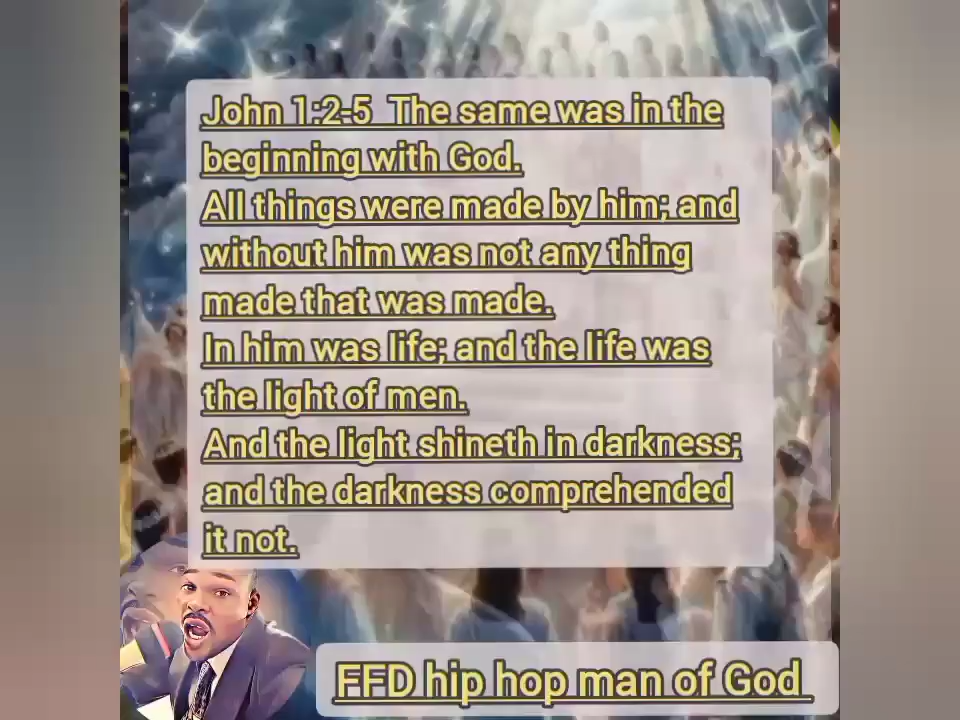 John 1:2-5  The same was in the
beginning with God.
All things were made by him; and
without him was not any thing
made that was made.
In him was life; and the life was
the light of men.
And the light shineth in darkness;
and the darkness comprehended
it not.
FFD hip hop man of God